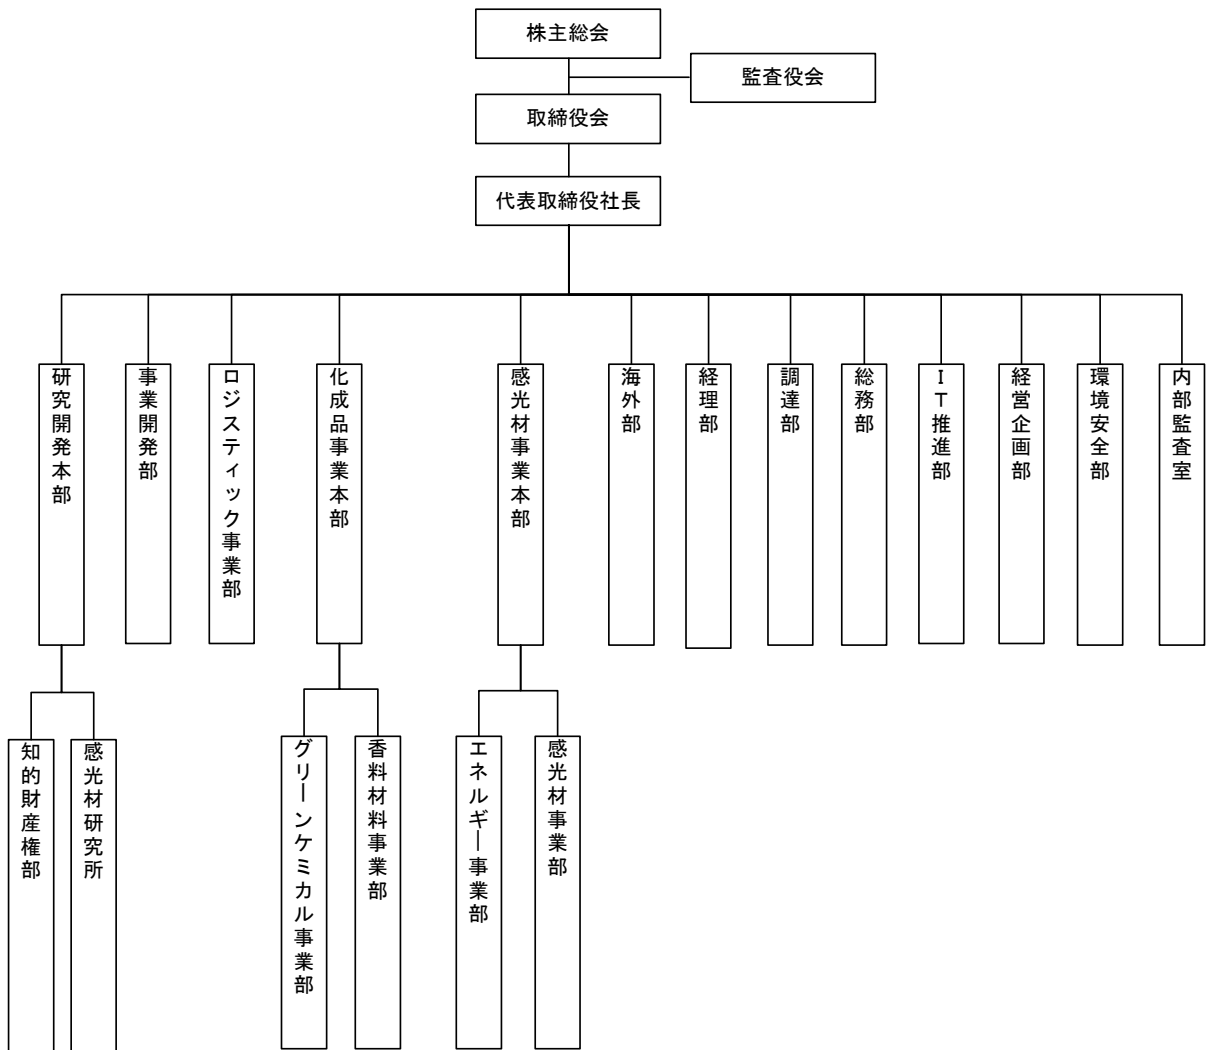 株主総会
監査役会
取締役会
代表取締役社長
研究開発本部
事業開発部
ロジスティック事業部
化成品事業本部
感光材事業本部
海外部
経理部
調達部
総務部
IT推進部
経営企画部
環境安全部
内部監査室
知的財産権部
感光材研究所
グリーンケミカル事業部
香料材料事業部
エネルギー事業部
感光材事業部